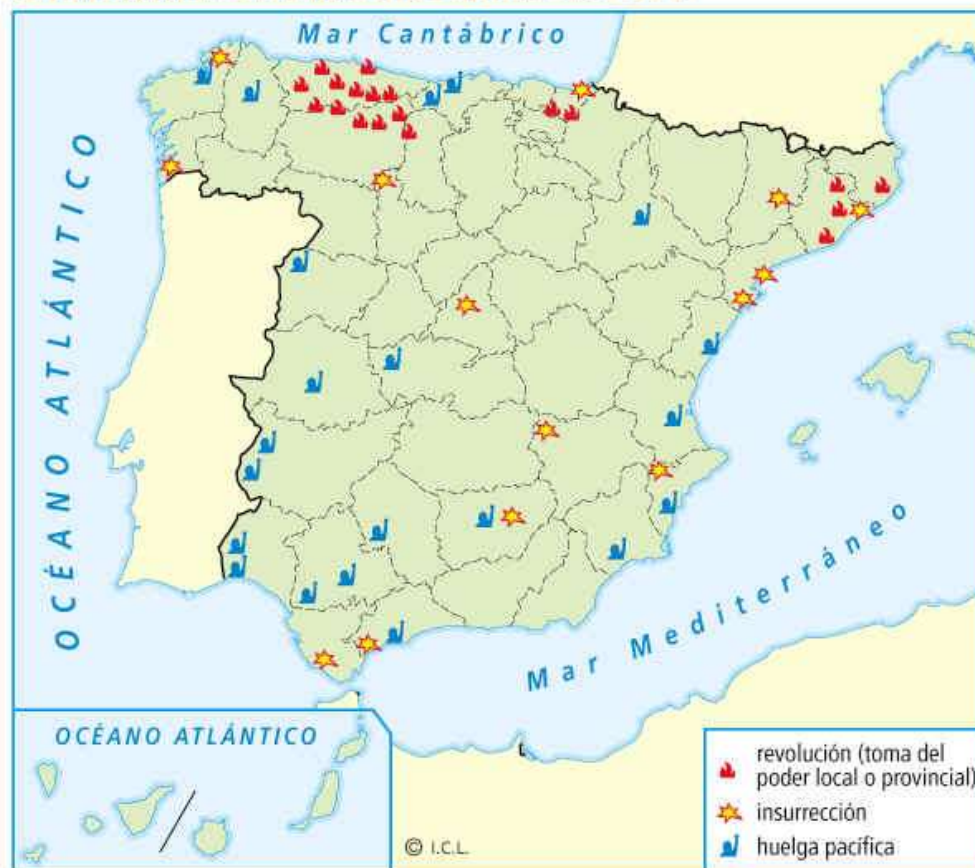 Mar Cantábrico
OCÉANO ATLÁNTICO
Mar Mediterráneo
OCÉANO ATLÁNTICO
© I.C.L.
revolución (toma del
poder local o provincial)
insurrección
huelga pacífica